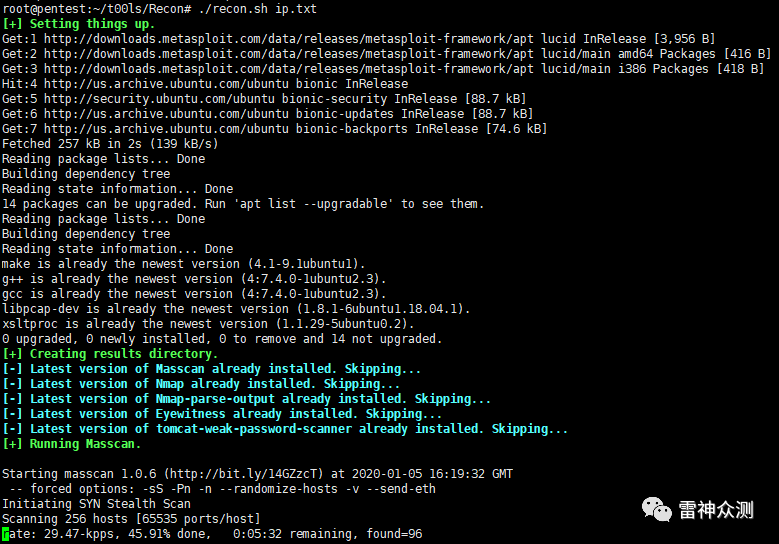 root@pentest:~/t00ls/Recon# ./recon.sh ip.txt
[+] Setting things up.
Get:1 http://downloads.metasploit.com/data/releases/metasploit-framework/apt lucid InRelease [3,956 B]
Get:2 http://downloads.metasploit.com/data/releases/metasploit-framework/apt lucid/main amd64 Packages [416 B]
Get:3 http://downloads.metasploit.com/data/releases/metasploit-framework/apt lucid/main i386 Packages [418 B]
Hit:4 http://us.archive.ubuntu.com/ubuntu bionic InRelease
Get:5 http://security.ubuntu.com/ubuntu bionic-security InRelease [88.7 kB]
Get:6 http://us.archive.ubuntu.com/ubuntu bionic-updates InRelease [88.7 kB]
Get:7 http://us.archive.ubuntu.com/ubuntu bionic-backports InRelease [74.6 kB]
Fetched 257 kB in 2s (139 kB/s)
Reading package lists... Done
Building dependency tree
Reading state information... Done
14 packages can be upgraded. Run 'apt list --upgradable' to see them.
Reading package lists... Done
Building dependency tree
Reading state information... Done
make is already the newest version (4.1-9.1ubuntu1).
g++ is already the newest version (4:7.4.0-1ubuntu2.3).
gcc is already the newest version (4:7.4.0-1ubuntu2.3).
libpcap-dev is already the newest version (1.8.1-6ubuntu1.18.04.1).
xsltproc is already the newest version (1.1.29-5ubuntu0.2).
0 upgraded, 0 newly installed, 0 to remove and 14 not upgraded.
[+] Creating results directory.
[-] Latest version of Masscan already installed. Skipping...
[-] Latest version of Nmap already installed. Skipping...
[-] Latest version of Nmap-parse-output already installed. Skipping...
[-] Latest version of Eyewitness already installed. Skipping...
[-] Latest version of tomcat-weak-password-scanner already installed. Skipping...
[+] Running Masscan.
Starting masscan 1.0.6 (http://bit.ly/14GZzcT) at 2020-01-05 16:19:32 GMT
-- forced options: -sS -Pn -n --randomize-hosts -v --send-eth
Initiating SYN Stealth Scan
Scanning 256 hosts [65535 ports/host]
rate: 29.47-kpps, 45.91% done, 0:05:32 remaining, found=96
雷神众测